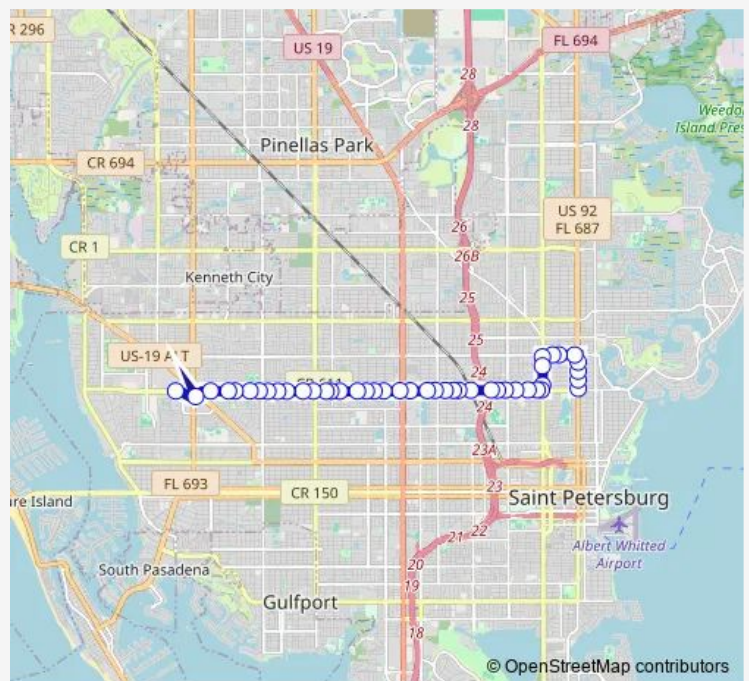 R 296
US 19
FL 694
28
28
Weedon
Island Pres
Pinellas Park
CR 694
US 92
FL 687
26
26B
CR 1
Kenneth City
25
US-19 ALT
25
24
24
23A
FL 693
CR 150
23
Saint Petersburg
are Island
Albert Whitted
Airport
22
21
20
South Pasadena
19
Gulfport
18
© OpenStreetMap contributors